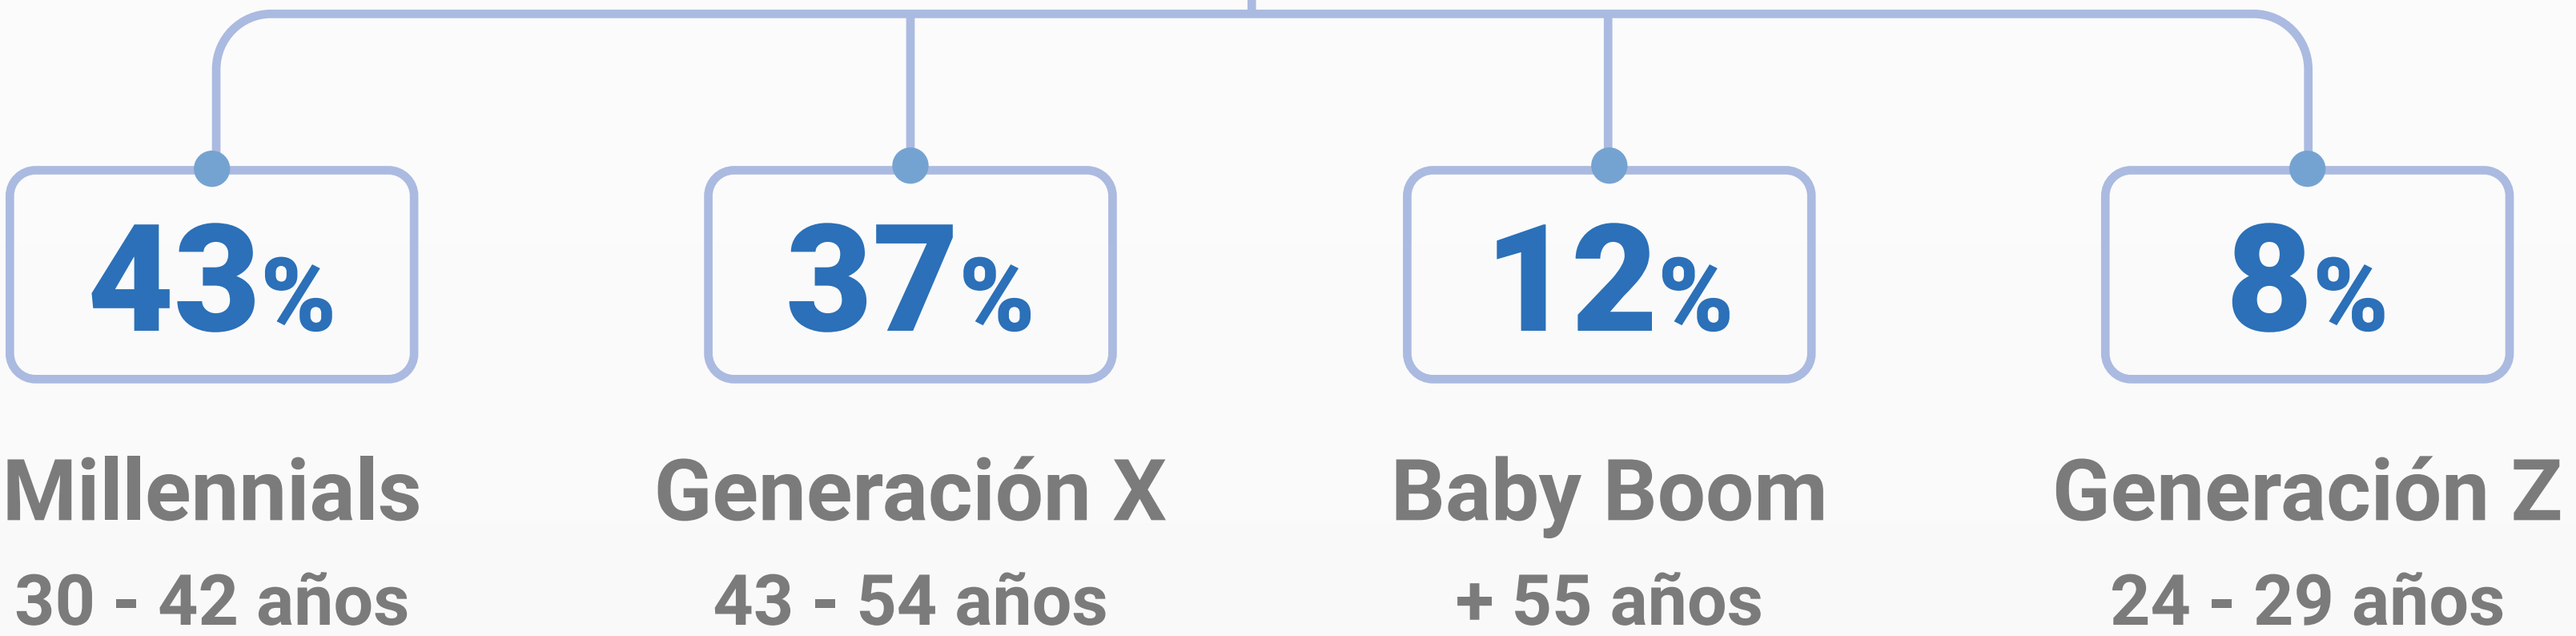 43%
37%
12%
8%
Millennials
Generación X
Baby Boom
Generación Z
30 - 42 años
43 - 54 años
+ 55 años
24 - 29 años